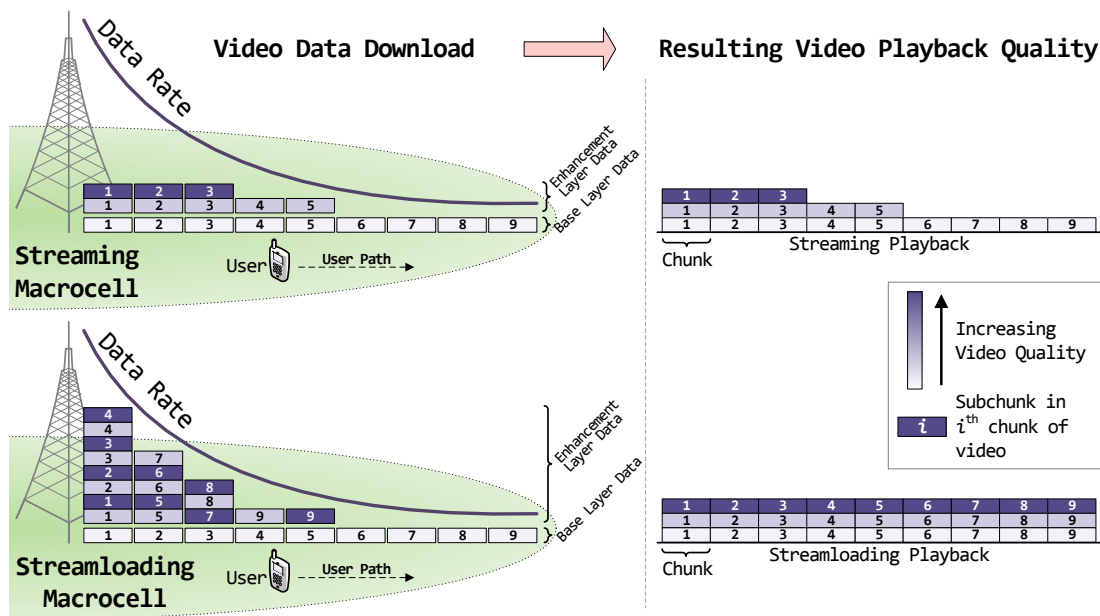 Video Data Download
Resulting Video Playback Quality
Data Rate
Enhancement
Layer Data
Base Layer Data
1 2 3
1 2 3 4 5
1 2 3 4 5 6 7 8 9
Streaming
Macrocell
User
User Path
1 2 3
1 2 3 4 5
1 2 3 4 5 6 7 8 9
Streaming Playback
Chunk
Increasing
Video Quality
i
Subchunk in
ith chunk of
video
Data Rate
Enhancement
Layer Data
Base Layer Data
4
4
3
3 7
2 6
2 6 8
1 5 8
1 5 7 9 9
1 2 3 4 5 6 7 8 9
Streamloading
Macrocell
User
User Path
1 2 3 4 5 6 7 8 9
1 2 3 4 5 6 7 8 9
1 2 3 4 5 6 7 8 9
Streamloading Playback
Chunk